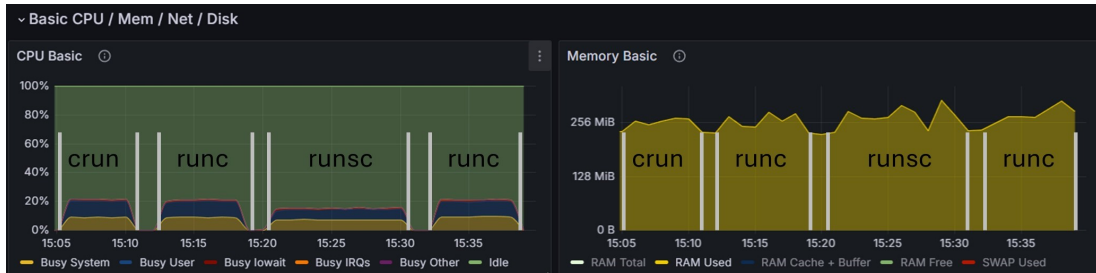 Basic CPU / Mem / Net / Disk
CPU Basic
100%
80%
60%
40%
20%
0%
crun runc runsc runc
15:05 15:10 15:15 15:20 15:25 15:30 15:35
Busy System Busy User Busy Iowait Busy IRQs Busy Other Idle
Memory Basic
256 MiB
128 MiB
0 B
crun runc runsc runc
15:05 15:10 15:15 15:20 15:25 15:30 15:35
RAM Total RAM Used RAM Cache + Buffer RAM Free SWAP Used